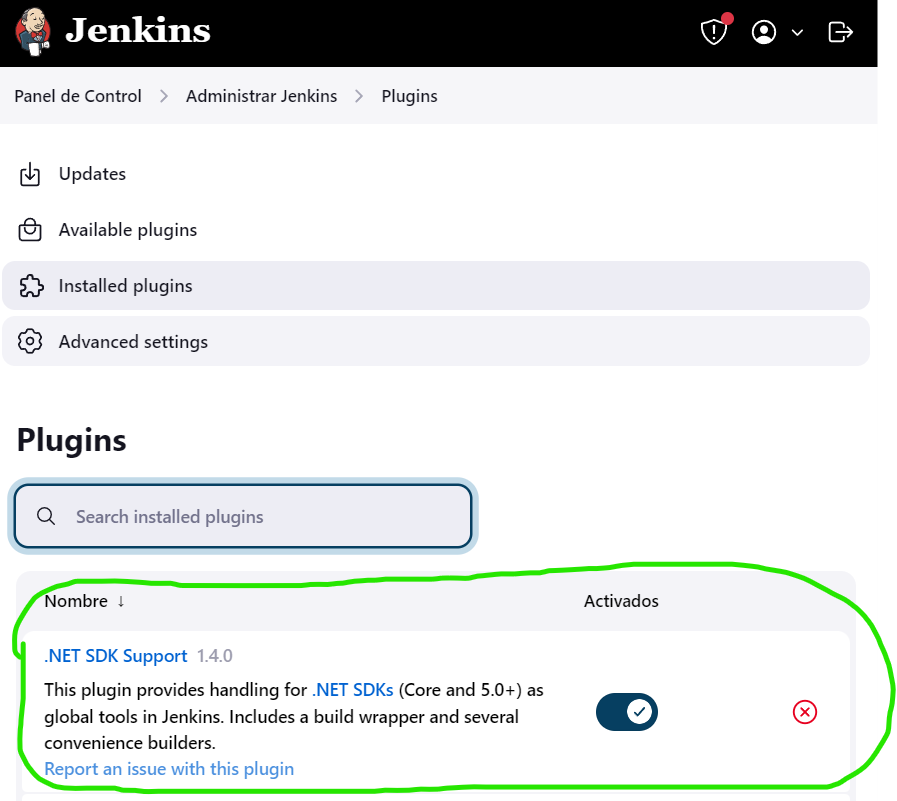 Jenkins
Panel de Control > Administrar Jenkins > Plugins
Updates
Available plugins
Installed plugins
Advanced settings
Plugins
Search installed plugins
Nombre ↓ Activados
.NET SDK Support 1.4.0
This plugin provides handling for .NET SDKs (Core and 5.0+) as
global tools in Jenkins. Includes a build wrapper and several
convenience builders.
Report an issue with this plugin